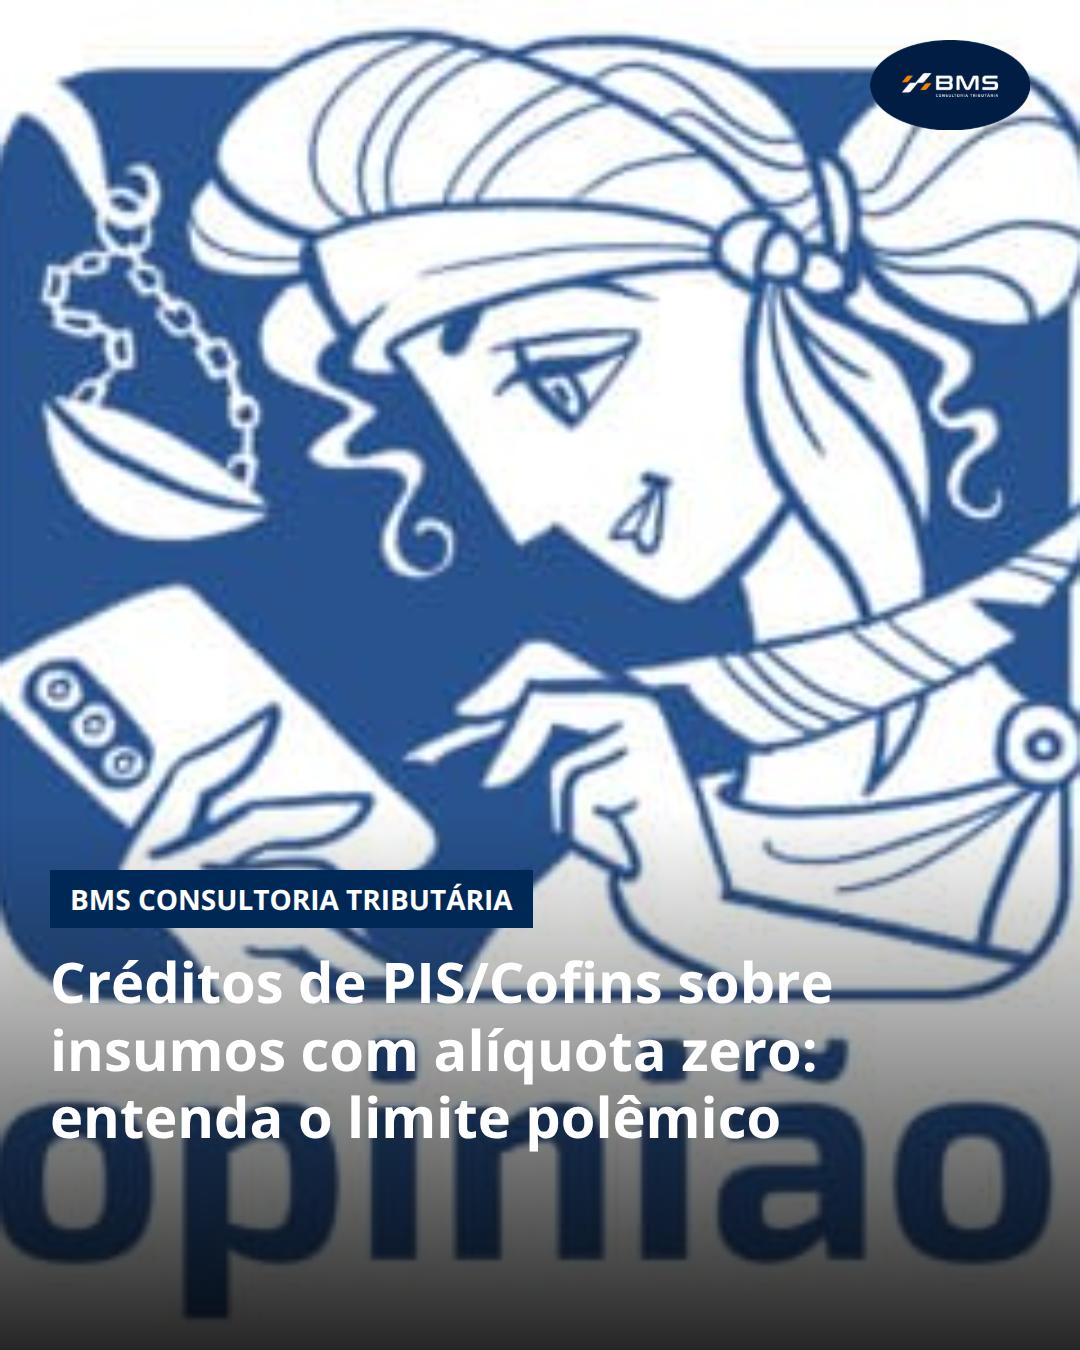 BMS
CONSULTORIA TRIBUTÁRIA
BMS CONSULTORIA TRIBUTÁRIA
Créditos de PIS/Cofins sobre
insumos com alíquota zero:
entenda o limite polêmico
opinião